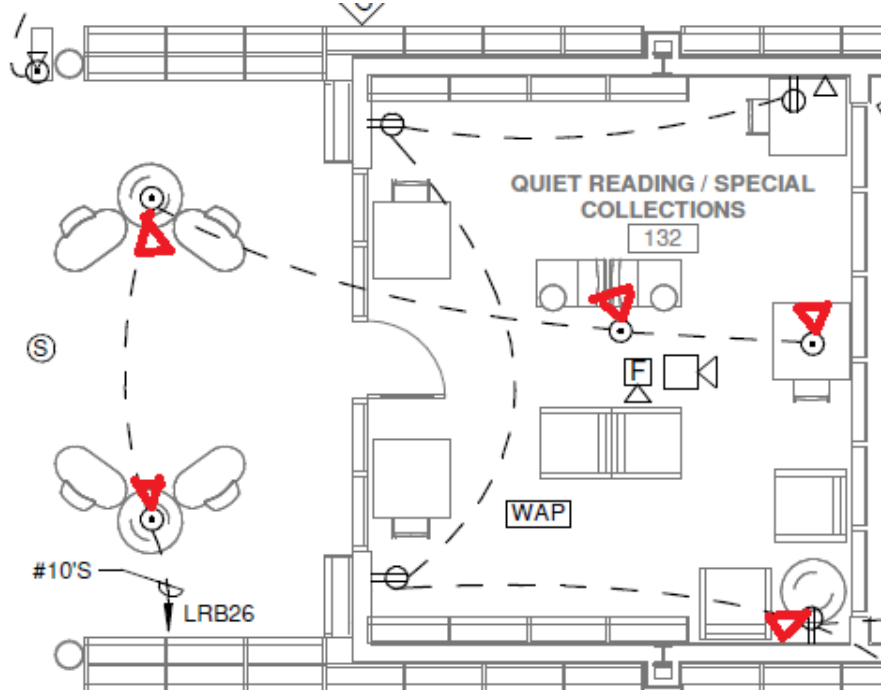 QUIET READING / SPECIAL
COLLECTIONS
132
S
F
WAP
#10'S
LRB26